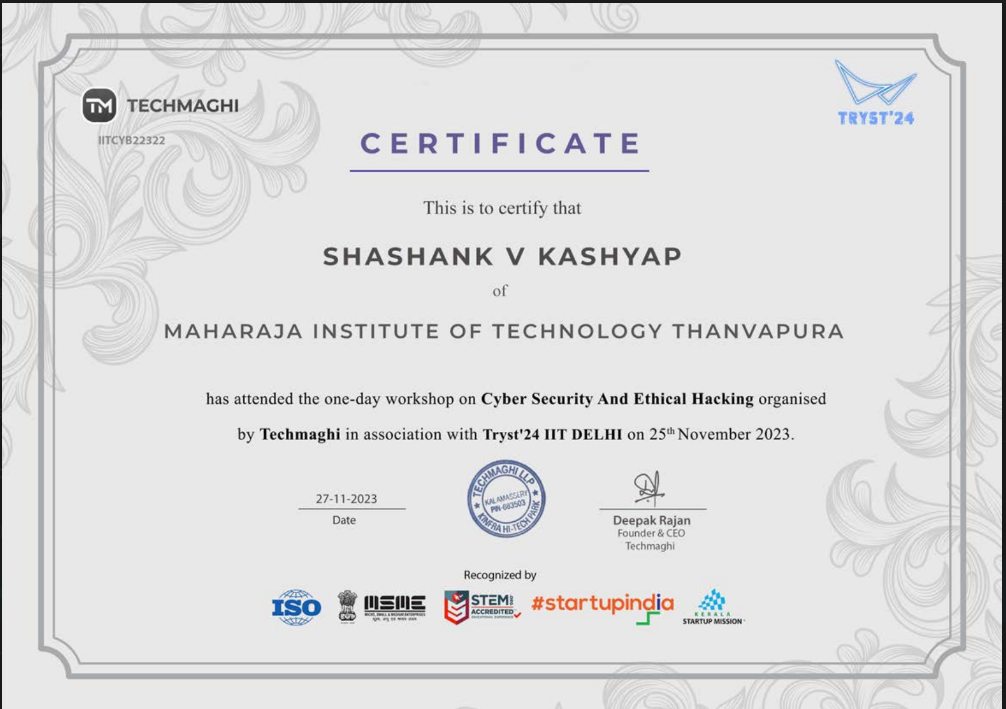 TM TECHMAGHI
IITCYB22322
TRYST'24
CERTIFICATE
This is to certify that
SHASHANK V KASHYAP
of
MAHARAJA INSTITUTE OF TECHNOLOGY THANVAPURA
has attended the one-day workshop on Cyber Security And Ethical Hacking organised
by Techmaghi in association with Tryst'24 IIT DELHI on 25th November 2023.
27-11-2023
Date
TECHMAGHI LLP
KALAMASSERY
PIN-683503
KINFRA HI-TECH PARK
Deepak Rajan
Founder & CEO
Techmaghi
Recognized by
ISO
MSME
MICRO, SMALL & MEDIUM ENTERPRISES
STEM
ACCREDITED
#startupindia
KERALA
STARTUP MISSION